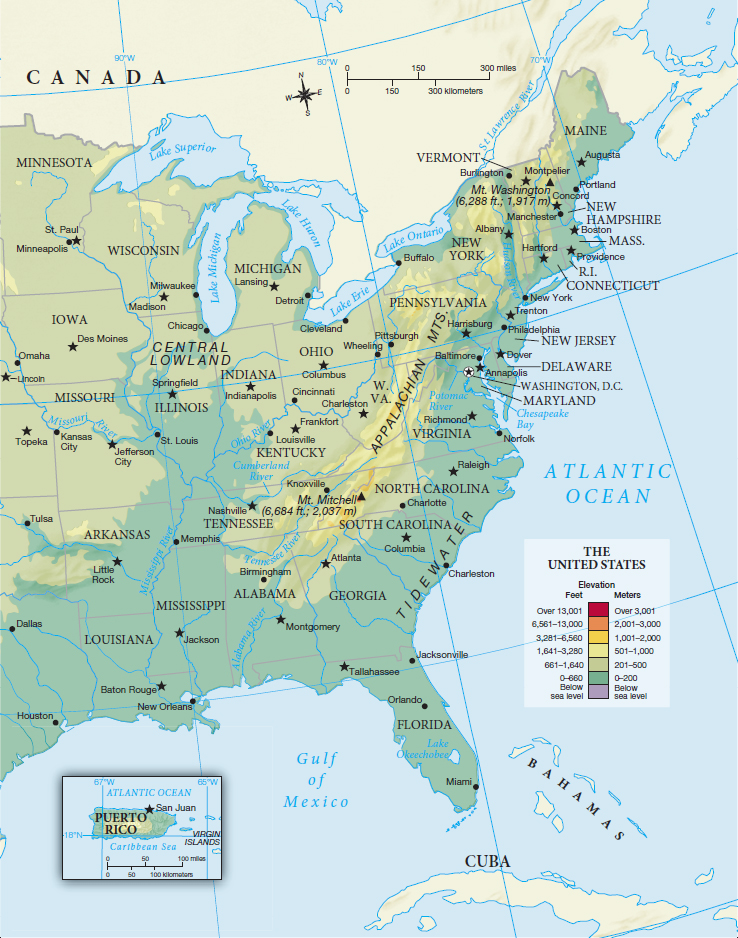 90°W
80°W
70°W
CANADA
0 150 300 miles
0 150 300 kilometers
N
W E
S
St. Lawrence River
MAINE
Augusta
VERMONT
Burlington
Montpelier
Mt. Washington
(6,288 ft.; 1,917 m)
Portland
Concord
Manchester
NEW
HAMPSHIRE
Boston
MASS.
Albany
Hartford
Providence
R.I.
CONNECTICUT
Hudson River
NEW
YORK
Lake Ontario
Buffalo
New York
MINNESOTA
Lake Superior
St. Paul
Minneapolis
WISCONSIN
Lake Michigan
Lake Huron
MICHIGAN
Lansing
Milwaukee
Madison
Detroit
Lake Erie
IOWA
Chicago
Cleveland
PENNSYLVANIA
Harrisburg
Trenton
Philadelphia
NEW JERSEY
Pittsburgh
Wheeling
Des Moines
Omaha
CENTRAL
LOWLAND
OHIO
Columbus
MTS.
APPALACHIAN
Baltimore
Dover
DELAWARE
Annapolis
WASHINGTON, D.C.
MARYLAND
Lincoln
Springfield
INDIANA
Indianapolis
Cincinnati
W.
VA.
Charleston
Potomac
River
Chesapeake
Bay
MISSOURI
ILLINOIS
Frankfort
Richmond
VIRGINIA
Norfolk
Missouri
River
Topeka
Kansas
City
Jefferson
City
St. Louis
Ohio River
Louisville
KENTUCKY
Cumberland
River
Raleigh
ATLANTIC
OCEAN
Knoxville
Mt. Mitchell
(6,684 ft.; 2,037 m)
NORTH CAROLINA
Charlotte
Nashville
TENNESSEE
SOUTH CAROLINA
Columbia
TIDEWATER
Tulsa
ARKANSAS
Memphis
Little
Rock
Mississippi River
Tennessee River
Birmingham
Atlanta
Charleston
ALABAMA
GEORGIA
MISSISSIPPI
Dallas
LOUISIANA
Jackson
Montgomery
Alabama River
Jacksonville
Tallahassee
Baton Rouge
New Orleans
Houston
Orlando
FLORIDA
Lake
Okeechobee
Gulf
of
Mexico
Miami
BAHAMAS
CUBA
THE
UNITED STATES
Elevation
Feet Meters
Over 13,001 Over 3,001
6,561–13,000 2,001–3,000
3,281–6,560 1,001–2,000
1,641–3,280 501–1,000
661–1,640 201–500
0–660 0–200
Below Below
sea level sea level
67°W 65°W
ATLANTIC OCEAN
San Juan
PUERTO
RICO
18°N
VIRGIN
ISLANDS
Caribbean Sea
0 50 100 miles
0 50 100 kilometers